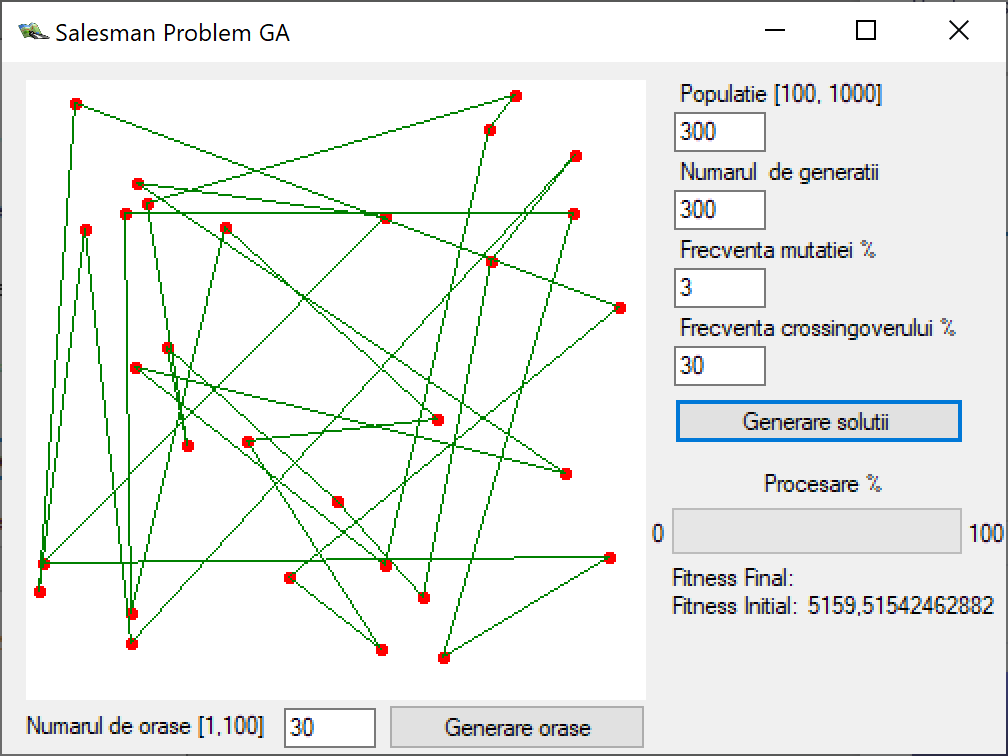 Salesman Problem GA
Populatie [100, 1000]
300
Numarul  de generatii
300
Frecventa mutatiei %
3
Frecventa crossingoverului %
30
Generare solutii
Procesare %
0
100
Fitness Final:
Fitness Initial:  5159,51542462882
Numarul de orase [1,100]
30
Generare orase